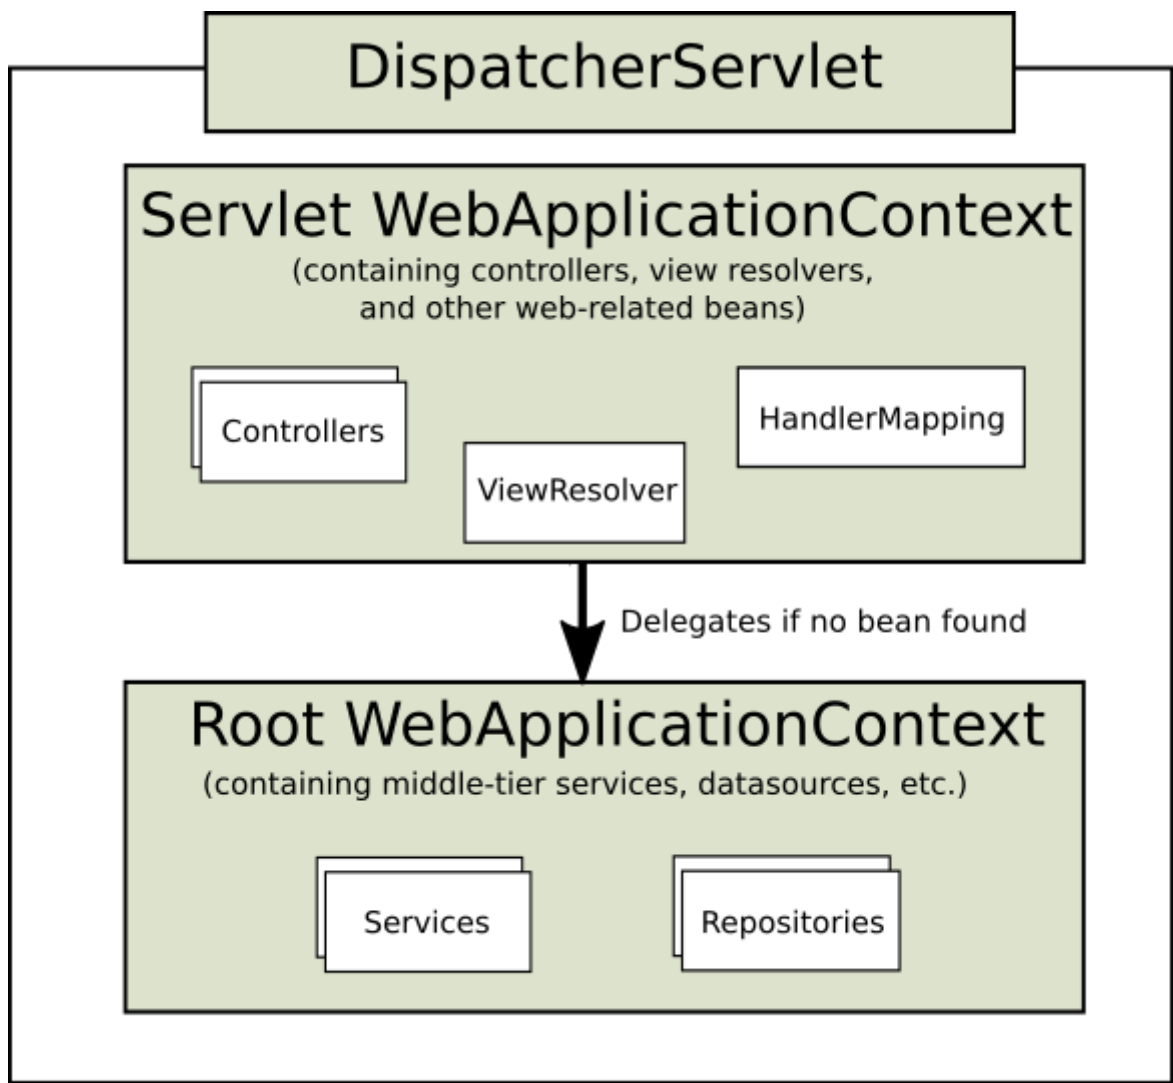 DispatcherServlet
Servlet WebApplicationContext
(containing controllers, view resolvers,
and other web-related beans)
Controllers
HandlerMapping
ViewResolver
Delegates if no bean found
Root WebApplicationContext
(containing middle-tier services, datasources, etc.)
Services
Repositories